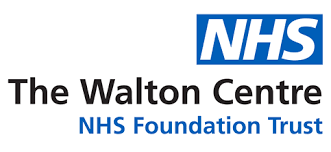 NHS
The Walton Centre
NHS Foundation Trust